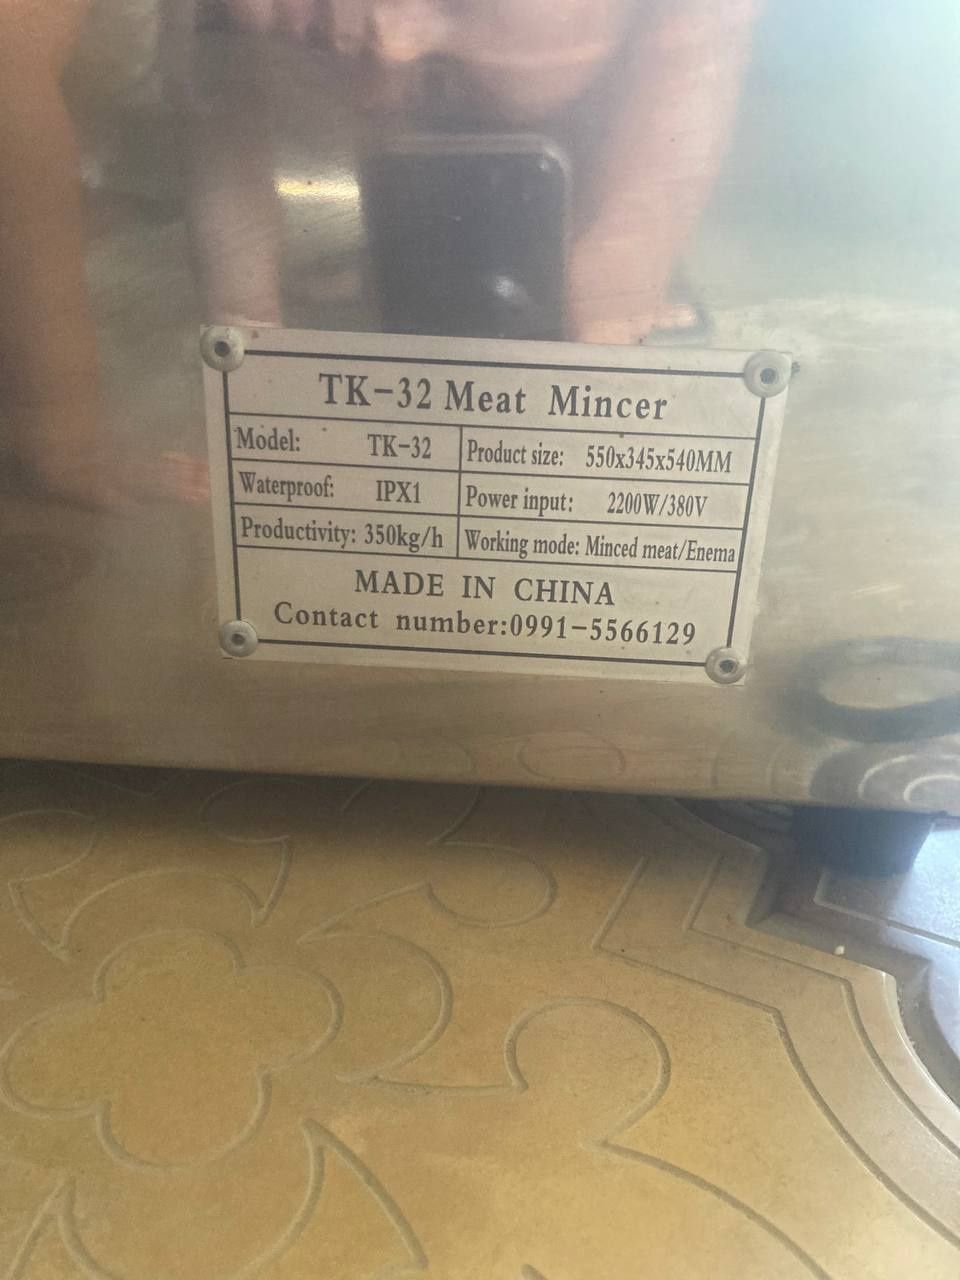 TK-32 Meat Mincer
Model: TK-32 Product size: 550x345x540MM
Waterproof: IPX1 Power input: 2200W/380V
Productivity: 350kg/h Working mode: Minced meat/Enema
MADE IN CHINA
Contact number:0991-5566129